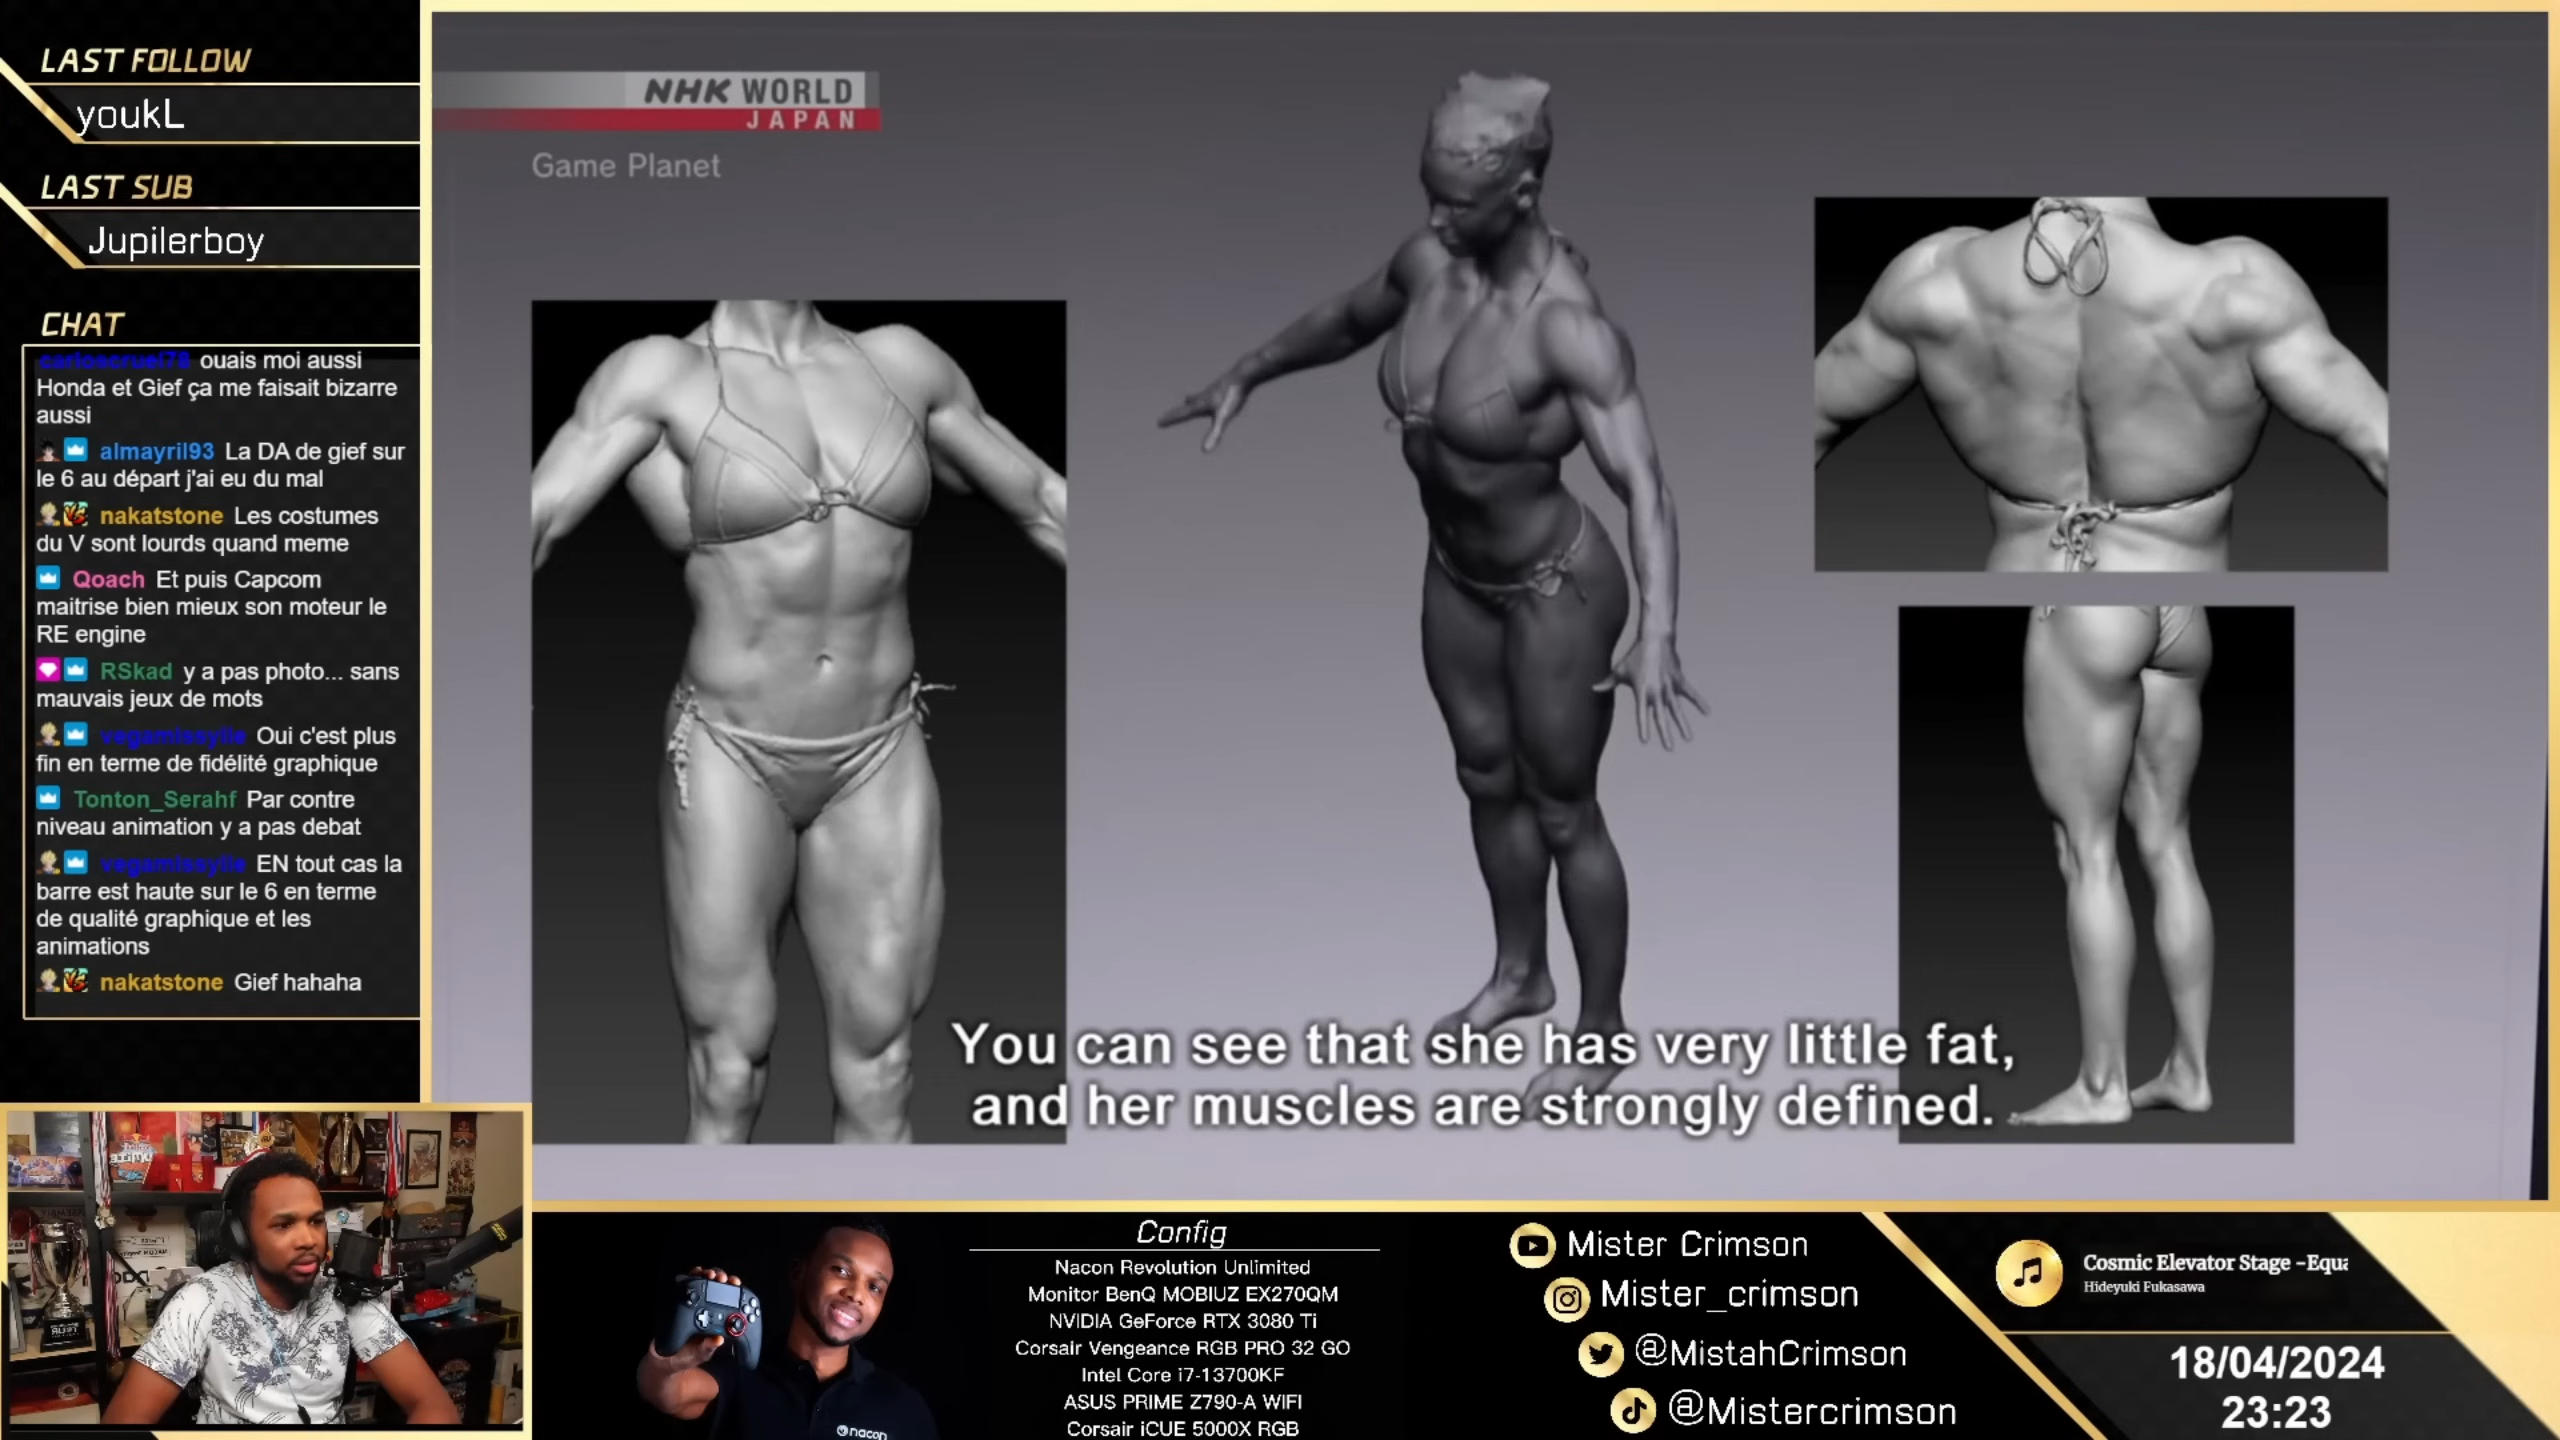 LAST FOLLOW
youkL
LAST SUB
Jupilerboy
CHAT
carloscruel78 ouais moi aussi
Honda et Gief ça me faisait bizarre
aussi
almayril93 La DA de gief sur
le 6 au départ j'ai eu du mal
nakatstone Les costumes
du V sont lourds quand meme
Qoach Et puis Capcom
maitrise bien mieux son moteur le
RE engine
RSkad y a pas photo... sans
mauvais jeux de mots
vegamissylle Oui c'est plus
fin en terme de fidélité graphique
Tonton_Serahf Par contre
niveau animation y a pas debat
vegamissylle EN tout cas la
barre est haute sur le 6 en terme
de qualité graphique et les
animations
nakatstone Gief hahaha
NHK WORLD
JAPAN
Game Planet
You can see that she has very little fat,
and her muscles are strongly defined.
Config
Nacon Revolution Unlimited
Monitor BenQ MOBIUZ EX270QM
NVIDIA GeForce RTX 3080 Ti
Corsair Vengeance RGB PRO 32 GO
Intel Core i7-13700KF
ASUS PRIME Z790-A WIFI
Corsair iCUE 5000X RGB
nacon
Mister Crimson
Mister_crimson
@MistahCrimson
@Mistercrimson
Cosmic Elevator Stage -Equa
Hideyuki Fukasawa
18/04/2024
23:23